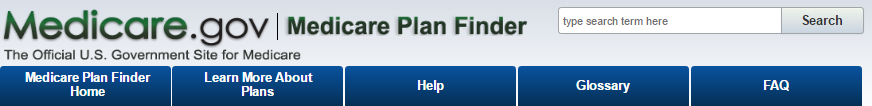 Medicare.gov | Medicare Plan Finder
type search term here
Search
The Official U.S. Government Site for Medicare
Medicare Plan Finder
Home
Learn More About
Plans
Help
Glossary
FAQ